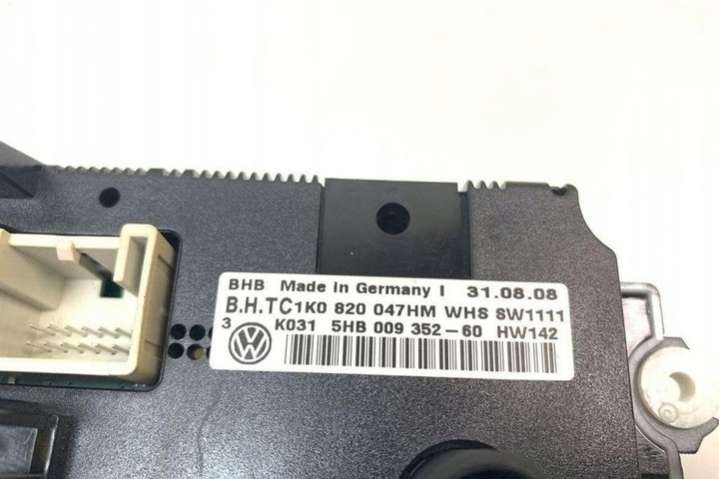 BHB Made In Germany I 31.08.08
B.H.TC1K0 820 047HM WHS SW1111
3 K031 5HB 009 352-60 HW142